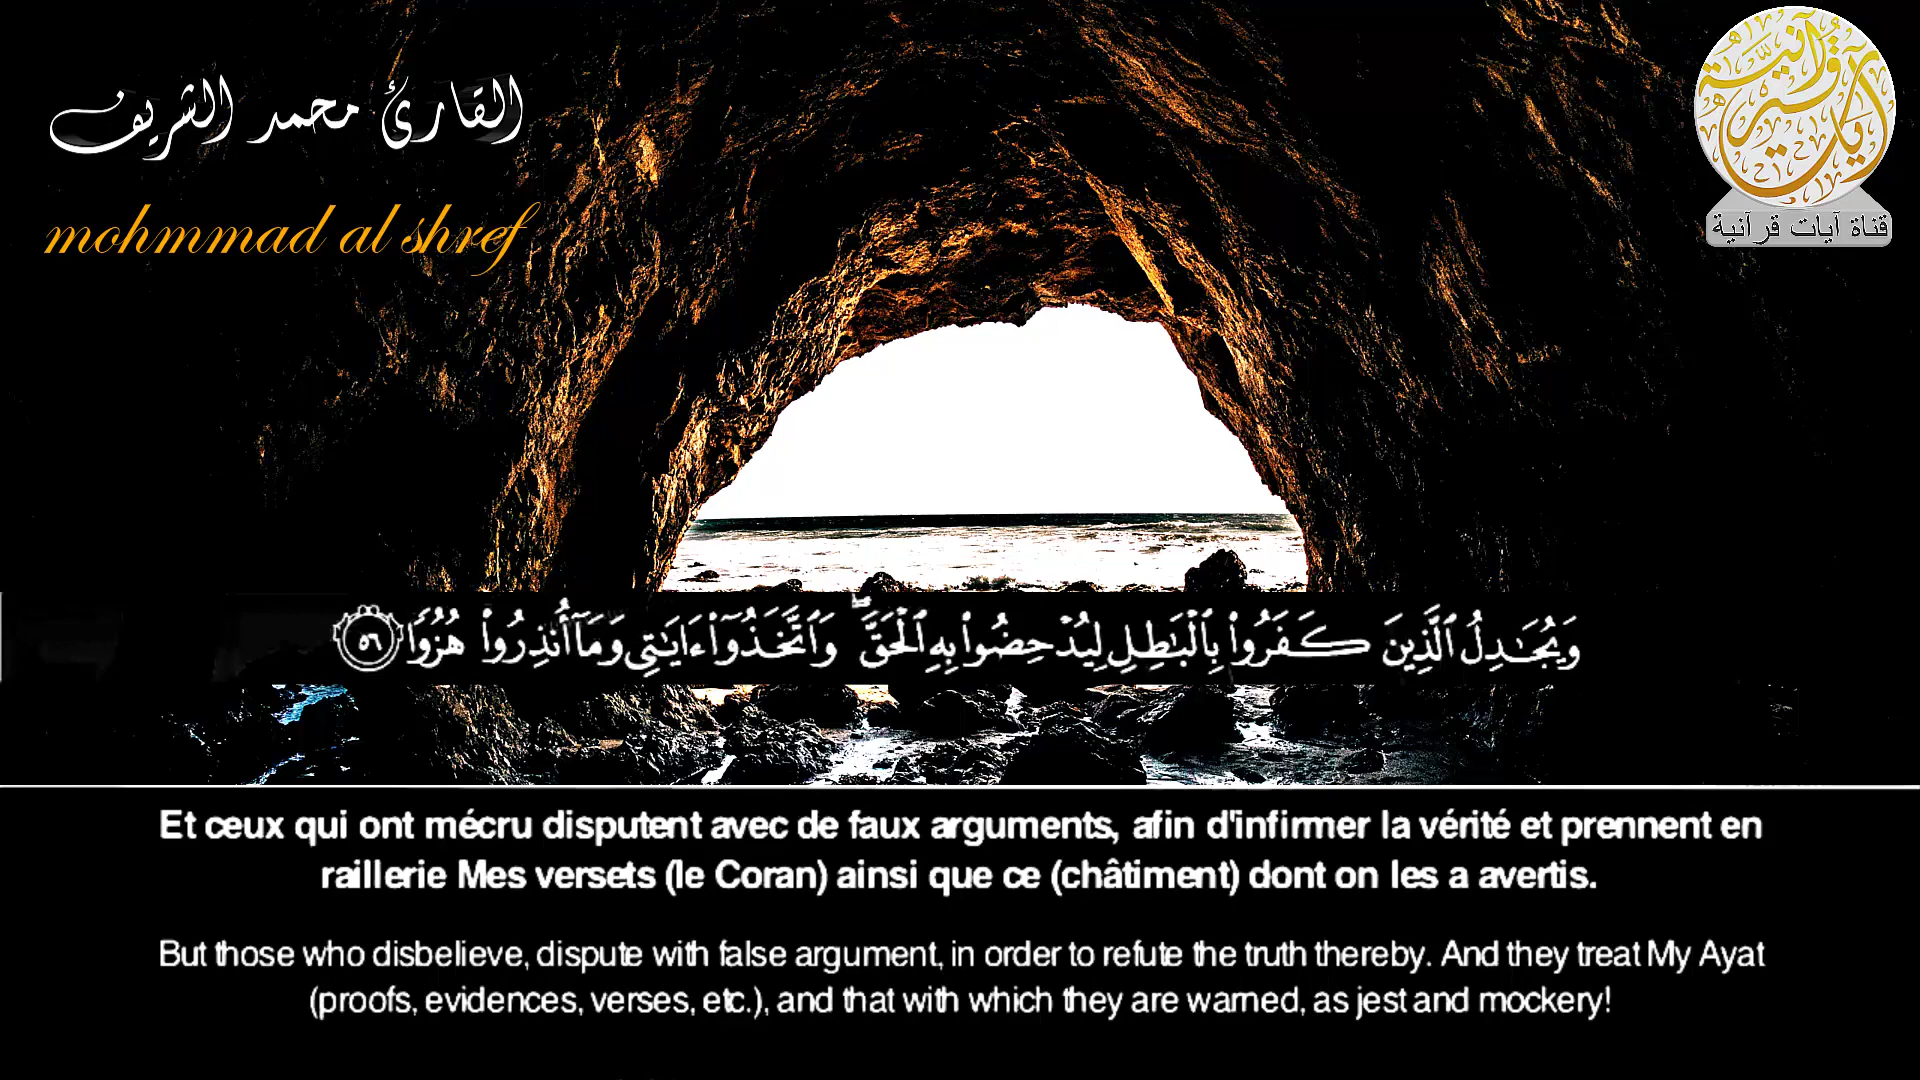 القارئ محمد الشريف
mohmmad al shref
آيات قرآنية
قناة آيات قرآنية
وَيُجَٰدِلُ ٱلَّذِينَ كَفَرُوا۟ بِٱلْبَٰطِلِ لِيُدْحِضُوا۟ بِهِ ٱلْحَقَّ ۖ وَٱتَّخَذُوٓا۟ ءَايَٰتِى وَمَآ أُنذِرُوا۟ هُزُوًا ٥٦
Et ceux qui ont mécru disputent avec de faux arguments, afin d'infirmer la vérité et prennent en
raillerie Mes versets (le Coran) ainsi que ce (châtiment) dont on les a avertis.
But those who disbelieve, dispute with false argument, in order to refute the truth thereby. And they treat My Ayat
(proofs, evidences, verses, etc.), and that with which they are warned, as jest and mockery!